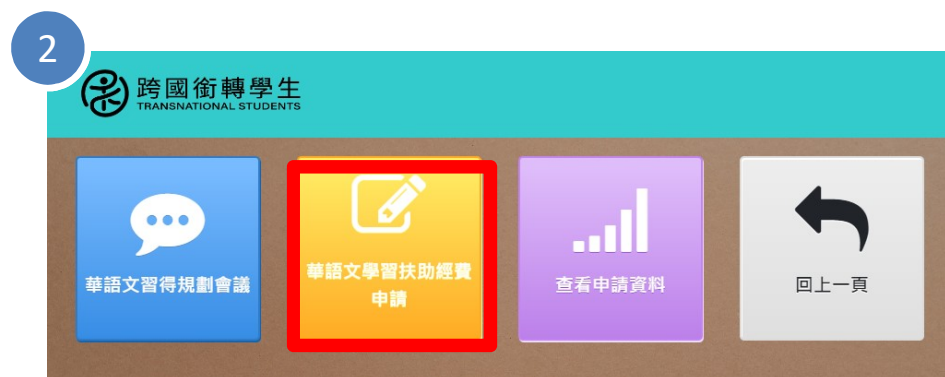 2
跨國銜轉學生
TRANSNATIONAL STUDENTS
華語文習得規劃會議
華語文學習扶助經費
申請
查看申請資料
回上一頁